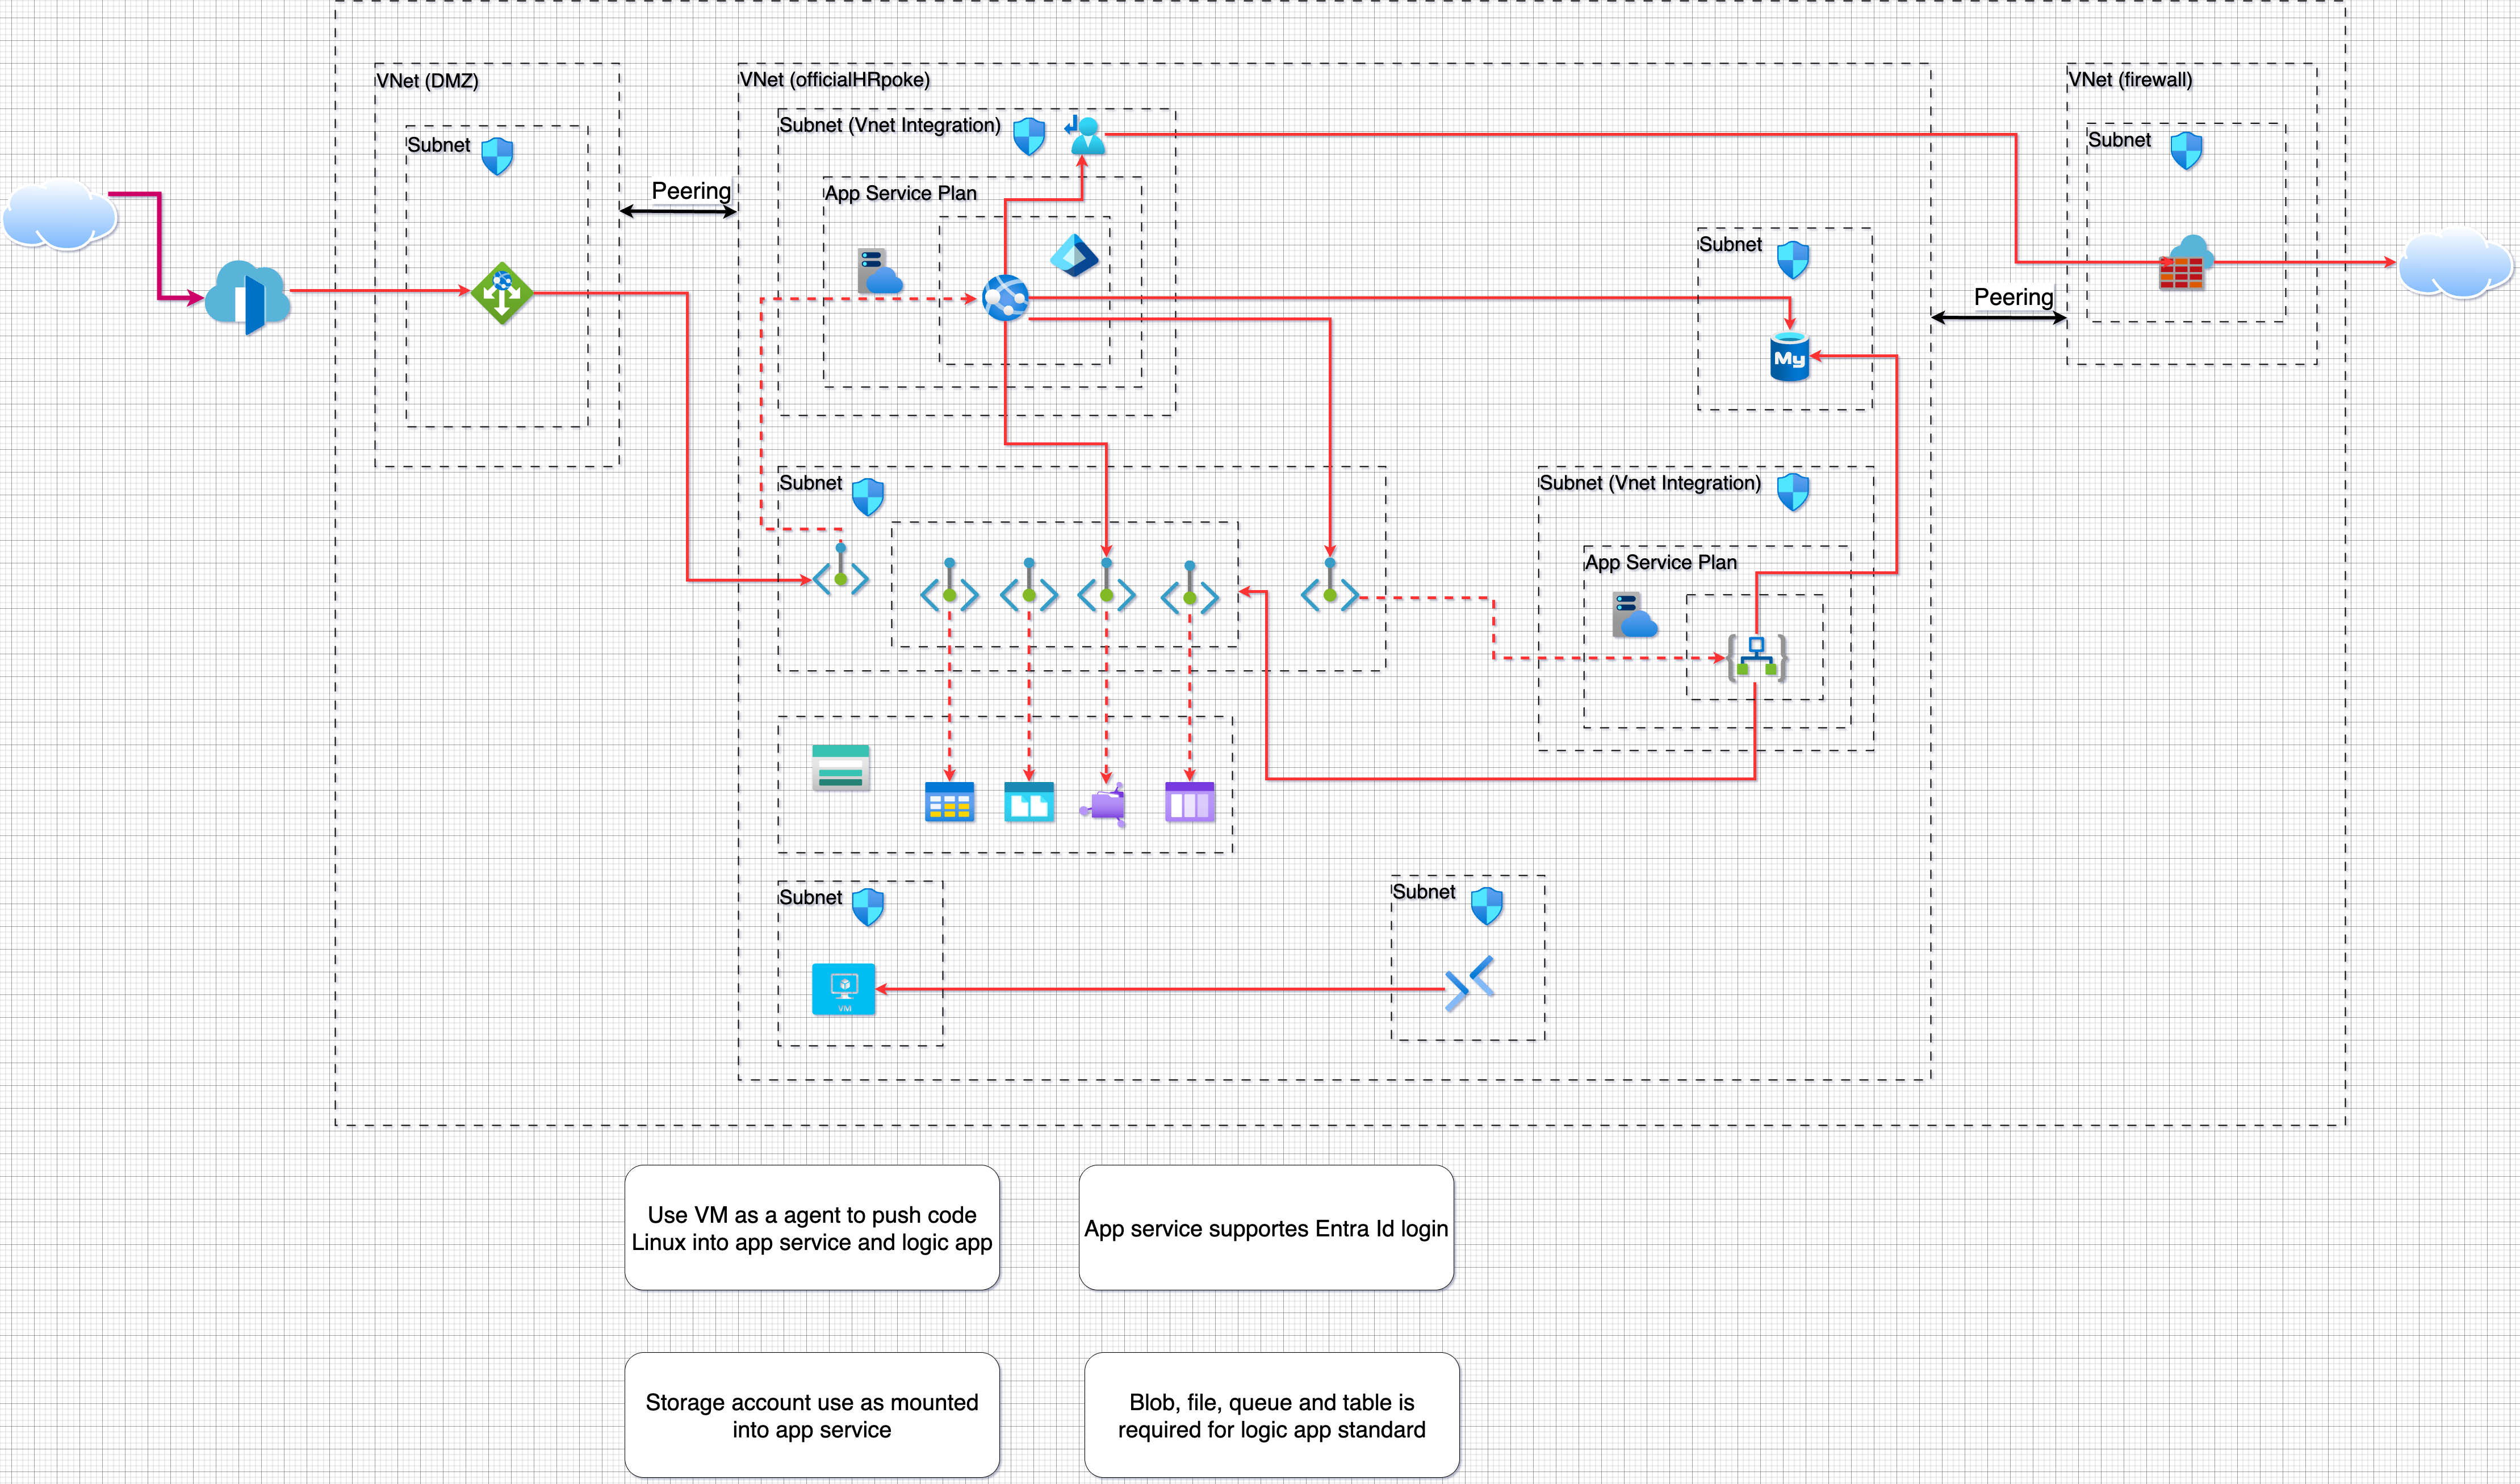 VNet (DMZ)
Subnet
Peering
VNet (officialHRpoke)
Subnet (Vnet Integration)
App Service Plan
Subnet
My
VNet (firewall)
Subnet
Peering
Subnet
Subnet (Vnet Integration)
App Service Plan
Subnet
VM
Subnet
Use VM as a agent to push code
Linux into app service and logic app
App service supportes Entra Id login
Storage account use as mounted
into app service
Blob, file, queue and table is
required for logic app standard